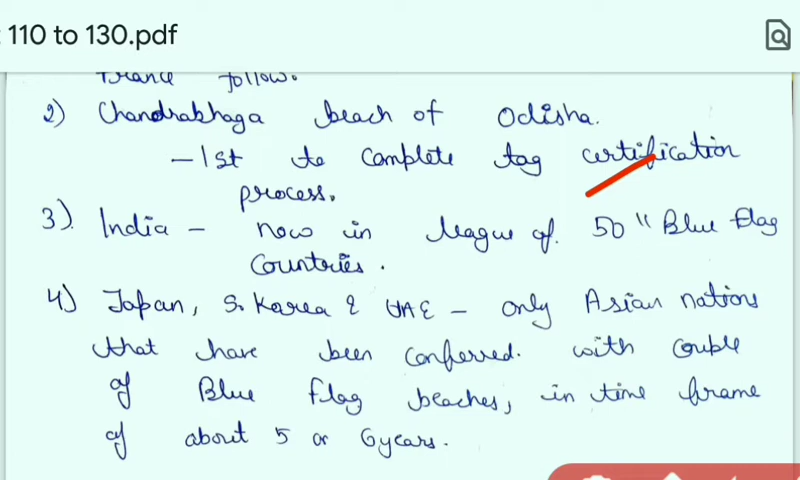 110 to 130.pdf
France follow.
2) Chandrabhaga beach of Odisha.
- 1st to complete tag certification
process.
3). India - now in league of. 50 "Blue flag
Countries.
4) Japan, S. Korea & UAE - only Asian nations
that have been conferred. with couple
of Blue flag beaches, in time frame
of about 5 or 6 years.